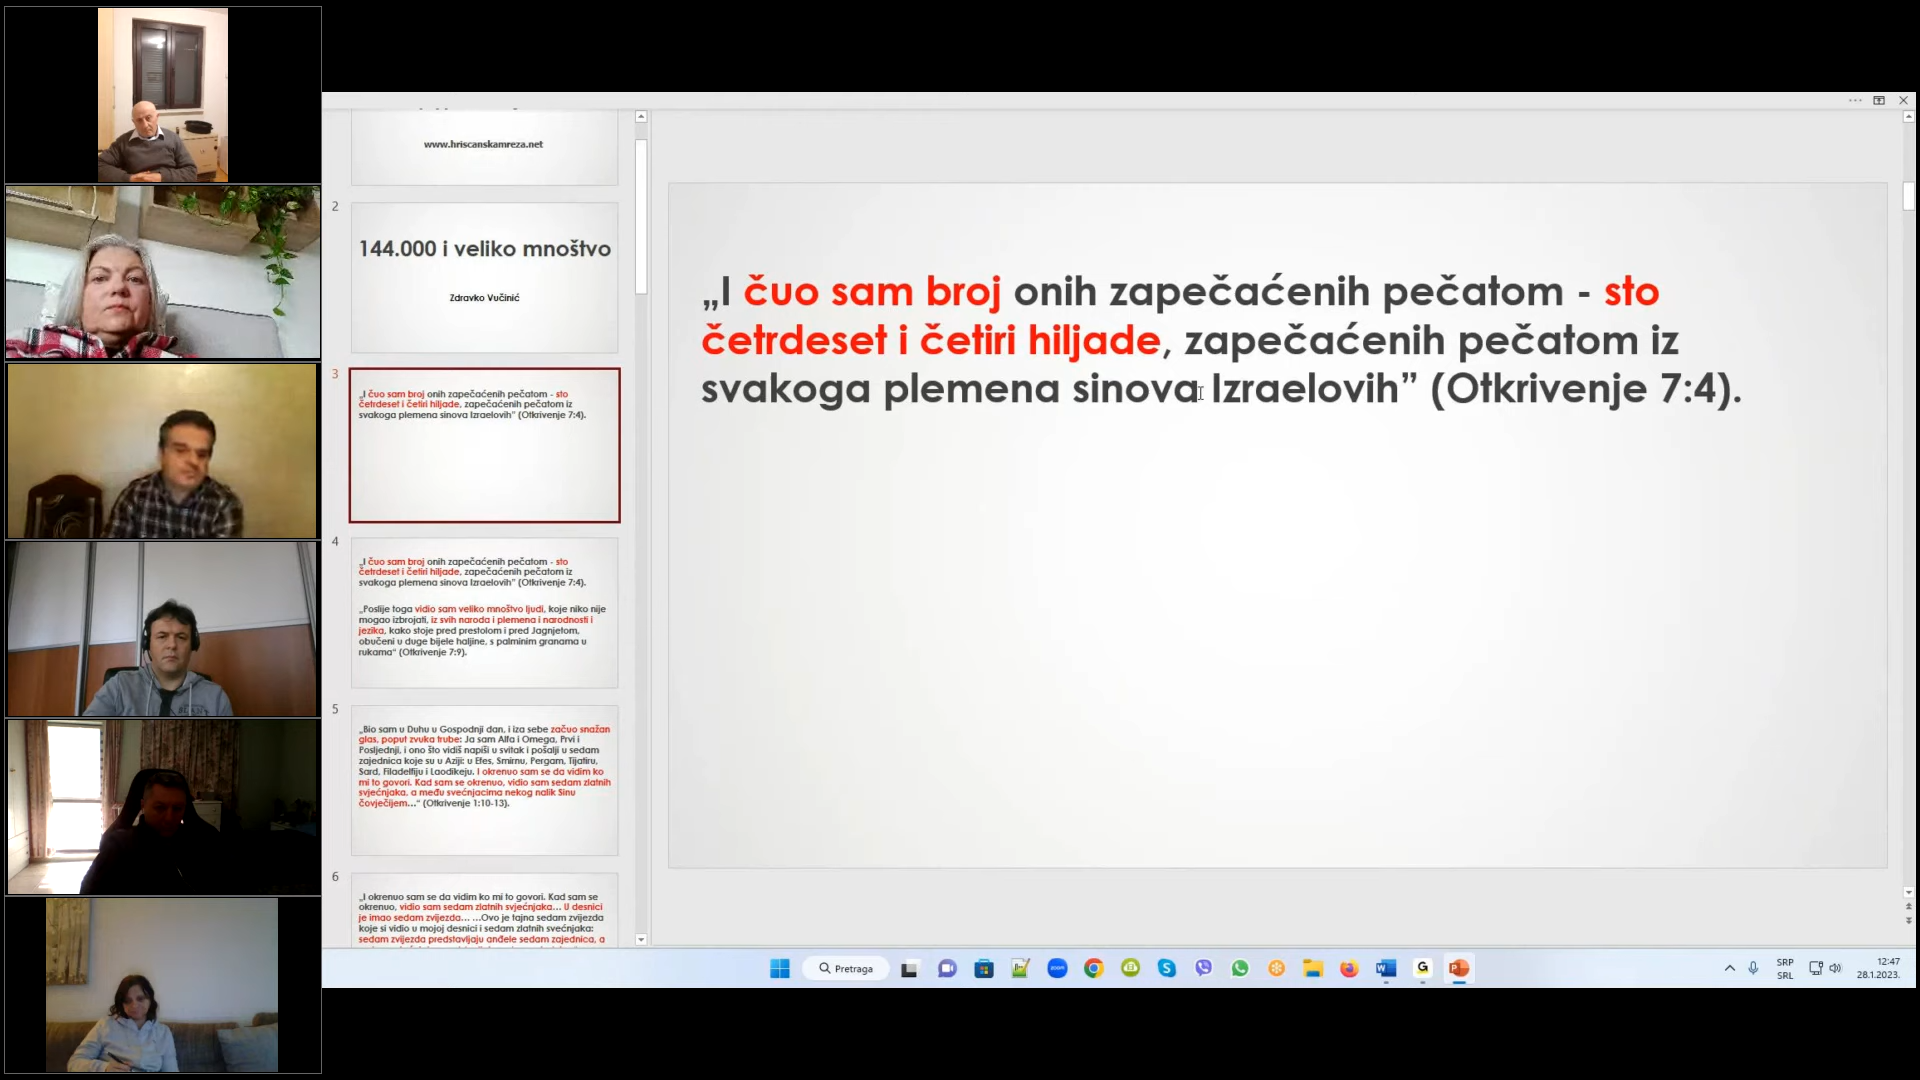 www.hriscanskamreza.net
2
144.000 i veliko mnoštvo
Zdravko Vučinić
3
„I čuo sam broj onih zapečaćenih pečatom - sto
četrdeset i četiri hiljade, zapečaćenih pečatom iz
svakoga plemena sinova Izraelovih” (Otkrivenje 7:4).
4
„I čuo sam broj onih zapečaćenih pečatom - sto
četrdeset i četiri hiljade, zapečaćenih pečatom iz
svakoga plemena sinova Izraelovih” (Otkrivenje 7:4).
„Poslije toga vidio sam veliko mnoštvo ljudi, koje niko nije
mogao izbrojati, iz svih naroda i plemena i narodnosti i
jezika, kako stoje pred prestolom i pred Jagnjetom,
obučeni u duge bijele haljine, s palminim granama u
rukama“ (Otkrivenje 7:9).
5
„Bio sam u Duhu u Gospodnji dan, i iza sebe začuo snažan
glas, poput zvuka trube: Ja sam Alfa i Omega, Prvi i
Posljednji, i ono što vidiš napiši u svitak i pošalji u sedam
zajednica koje su u Aziji: u Efes, Smirnu, Pergam, Tijatiru,
Sard, Filadelfiju i Laodikeju. I okrenuo sam se da vidim ko
mi to govori. Kad sam se okrenuo, vidio sam sedam zlatnih
svjećnjaka, a među svećnjacima nekog nalik Sinu
čovječijem...“ (Otkrivenje 1:10-13).
6
„I okrenuo sam se da vidim ko mi to govori. Kad sam se
okrenuo, vidio sam sedam zlatnih svjećnjaka... U desnici
je imao sedam zvijezda... ...Ovo je tajna sedam zvijezda
koje si vidio u mojoj desnici i sedam zlatnih svećnjaka:
sedam zvijezda predstavljaju anđele sedam zajednica, a
„I čuo sam broj onih zapečaćenih pečatom - sto
četrdeset i četiri hiljade, zapečaćenih pečatom iz
svakoga plemena sinova Izraelovih” (Otkrivenje 7:4).
Pretraga
zoom
SRP
SRL
12:47
28.1.2023.